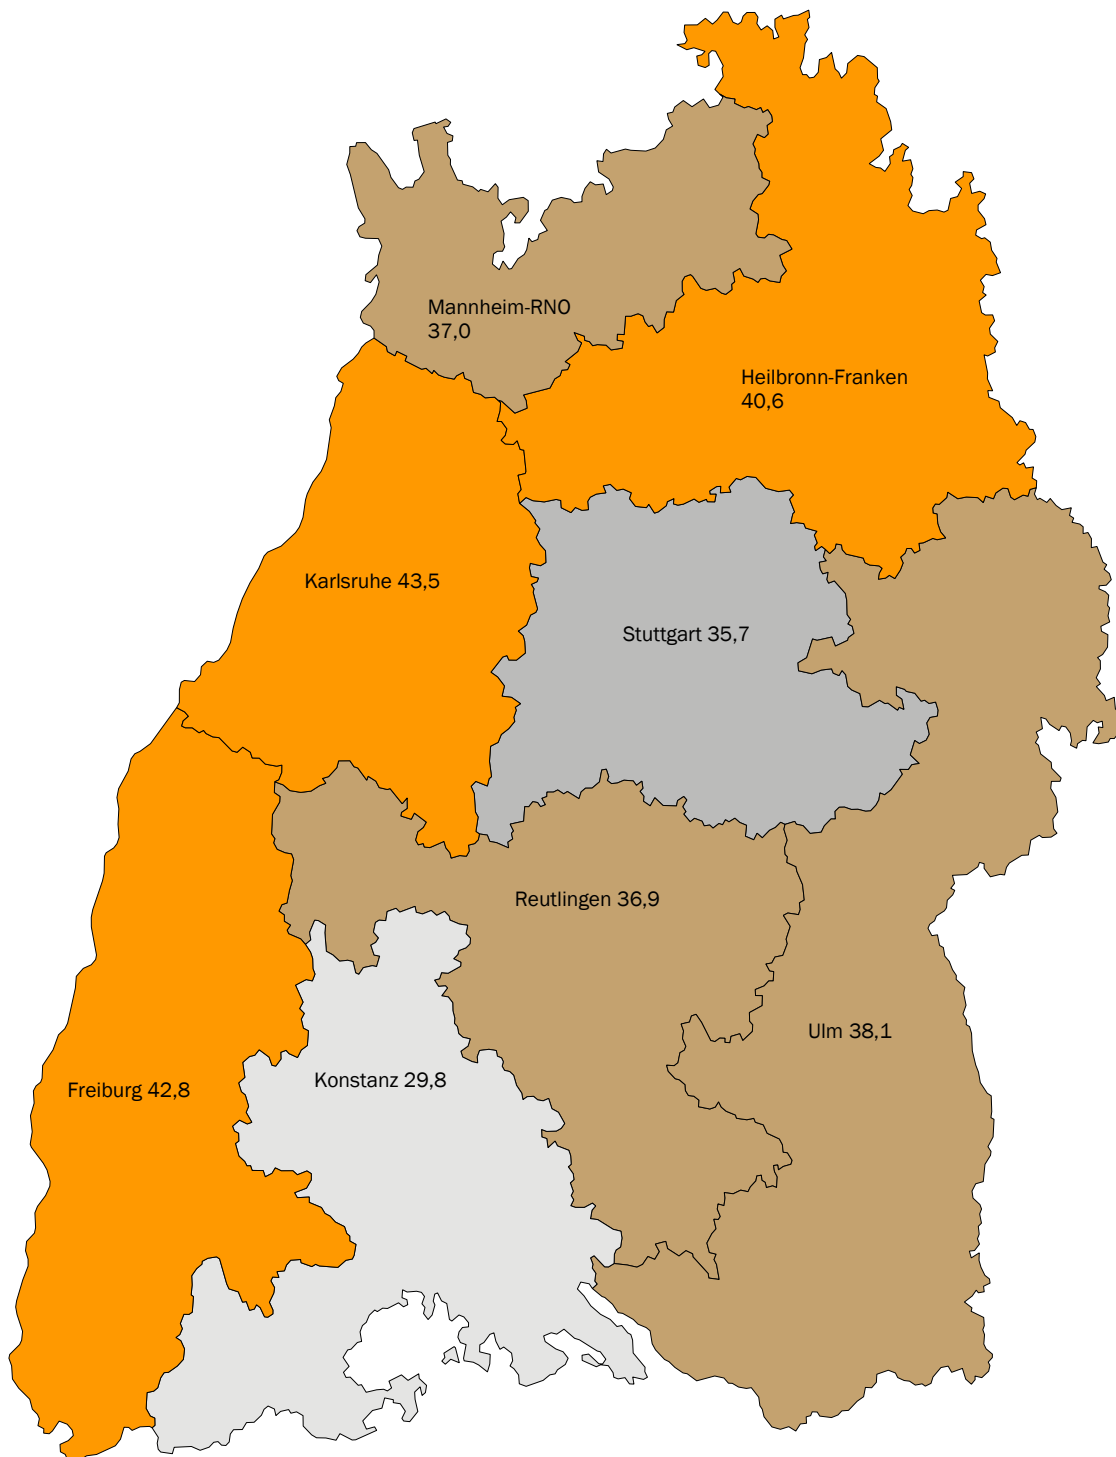 Mannheim-RNO
37,0
Heilbronn-Franken
40,6
Karlsruhe 43,5
Stuttgart 35,7
Reutlingen 36,9
Ulm 38,1
Konstanz 29,8
Freiburg 42,8